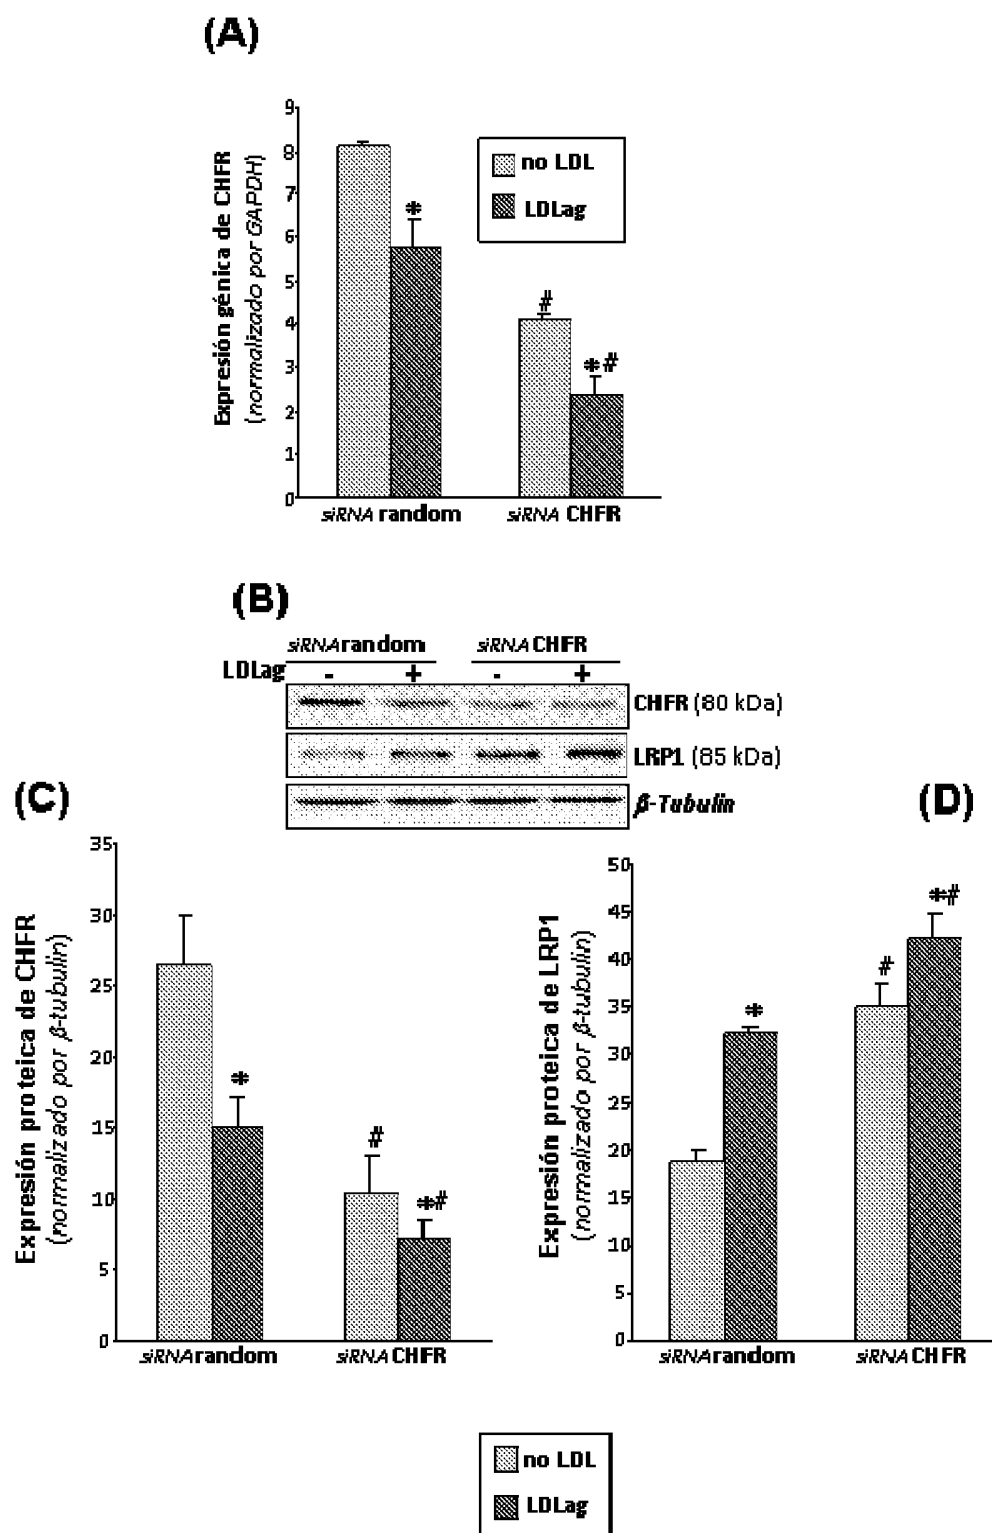 (A)
Expresión génica de CHFR
(normalizado por GAPDH)
9
8
7
6
5
4
3
2
1
0
no LDL
LDLag
*
#
*#
siRNA random
siRNA CHFR
(B)
siRNA random
siRNA CHFR
LDLag - + - +
CHFR (80 kDa)
LRP1 (85 kDa)
β-Tubulin
(C)
Expresión proteica de CHFR
(normalizado por β-tubulin)
35
30
25
20
15
10
5
0
*
#
*#
siRNA random
siRNA CHFR
(D)
Expresión proteica de LRP1
(normalizado por β-tubulin)
50
45
40
35
30
25
20
15
10
5
0
*
#
*#
siRNA random
siRNA CHFR
no LDL
LDLag